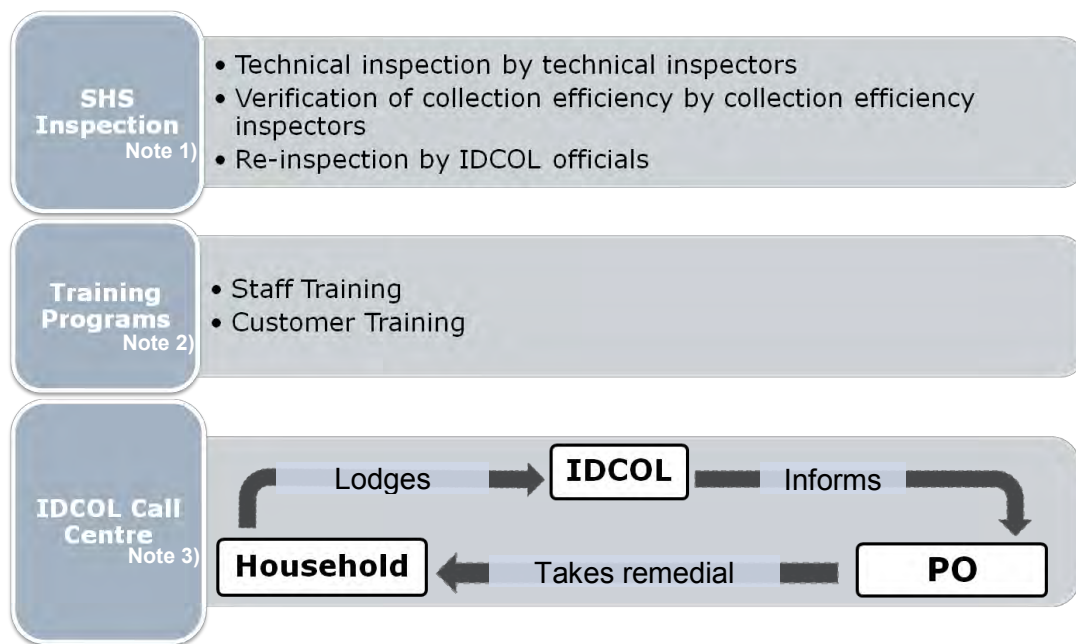 SHS
Inspection
Note 1)
• Technical inspection by technical inspectors
• Verification of collection efficiency by collection efficiency
inspectors
• Re-inspection by IDCOL officials
Training
Programs
Note 2)
• Staff Training
• Customer Training
IDCOL Call
Centre
Note 3)
Lodges
IDCOL
Informs
Household
Takes remedial
PO